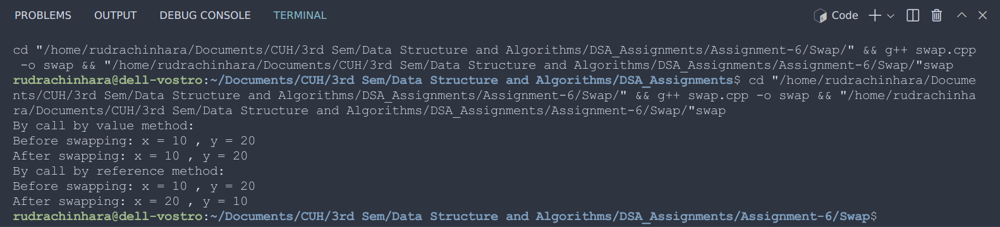 PROBLEMS OUTPUT DEBUG CONSOLE TERMINAL Code
cd "/home/rudrachinhara/Documents/CUH/3rd Sem/Data Structure and Algorithms/DSA_Assignments/Assignment-6/Swap/" && g++ swap.cpp
-o swap && "/home/rudrachinhara/Documents/CUH/3rd Sem/Data Structure and Algorithms/DSA_Assignments/Assignment-6/Swap/"swap
rudrachinhara@dell-vostro:~/Documents/CUH/3rd Sem/Data Structure and Algorithms/DSA_Assignments$ cd "/home/rudrachinhara/Docume
nts/CUH/3rd Sem/Data Structure and Algorithms/DSA_Assignments/Assignment-6/Swap/" && g++ swap.cpp -o swap && "/home/rudrachinha
ra/Documents/CUH/3rd Sem/Data Structure and Algorithms/DSA_Assignments/Assignment-6/Swap/"swap
By call by value method:
Before swapping: x = 10 , y = 20
After swapping: x = 10 , y = 20
By call by reference method:
Before swapping: x = 10 , y = 20
After swapping: x = 20 , y = 10
rudrachinhara@dell-vostro:~/Documents/CUH/3rd Sem/Data Structure and Algorithms/DSA_Assignments/Assignment-6/Swap$